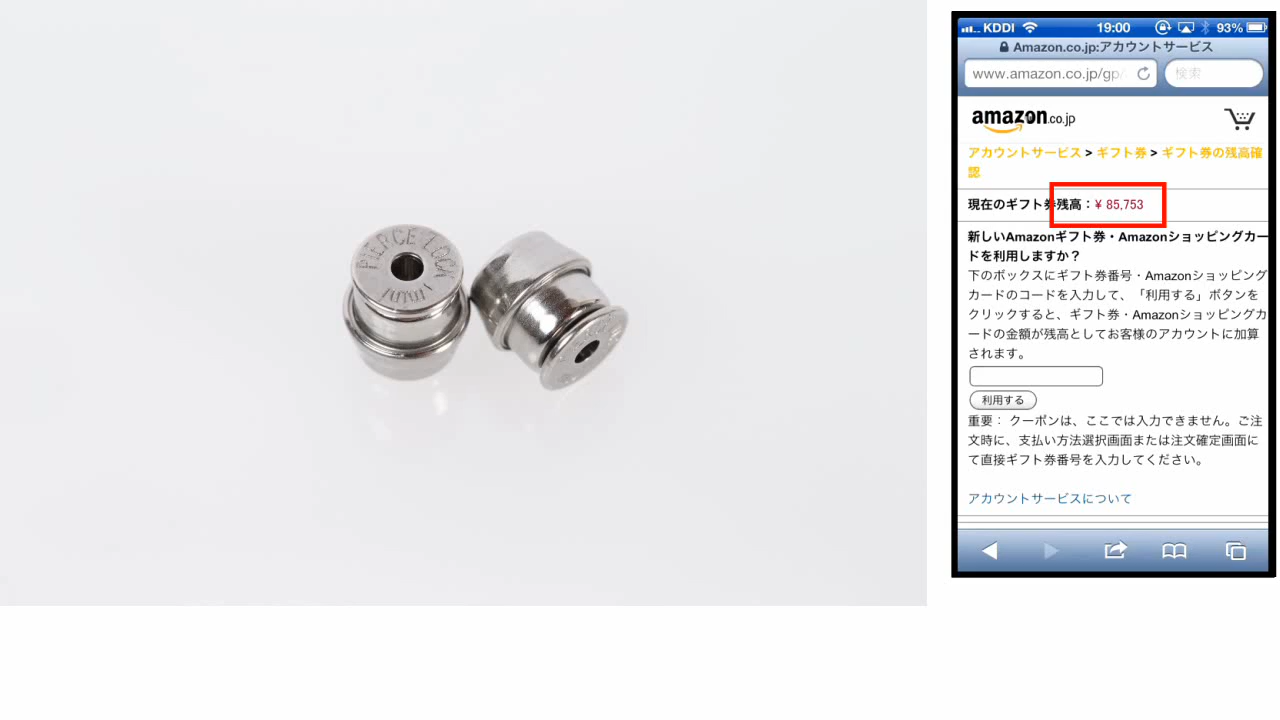 PIERCE LOCK
KDDI 19:00 93%
Amazon.co.jp:アカウントサービス
www.amazon.co.jp/gp/ 検索
amazon.co.jp
アカウントサービス > ギフト券 > ギフト券の残高確
認
現在のギフト券残高：¥ 85,753
新しいAmazonギフト券・Amazonショッピングカー
ドを利用しますか？
下のボックスにギフト券番号・Amazonショッピング
カードのコードを入力して、「利用する」ボタンを
クリックすると、ギフト券・Amazonショッピングカ
ードの金額が残高としてお客様のアカウントに加算
されます。
利用する
重要： クーポンは、ここでは入力できません。ご注
文時に、支払い方法選択画面または注文確定画面に
て直接ギフト券番号を入力してください。
アカウントサービスについて